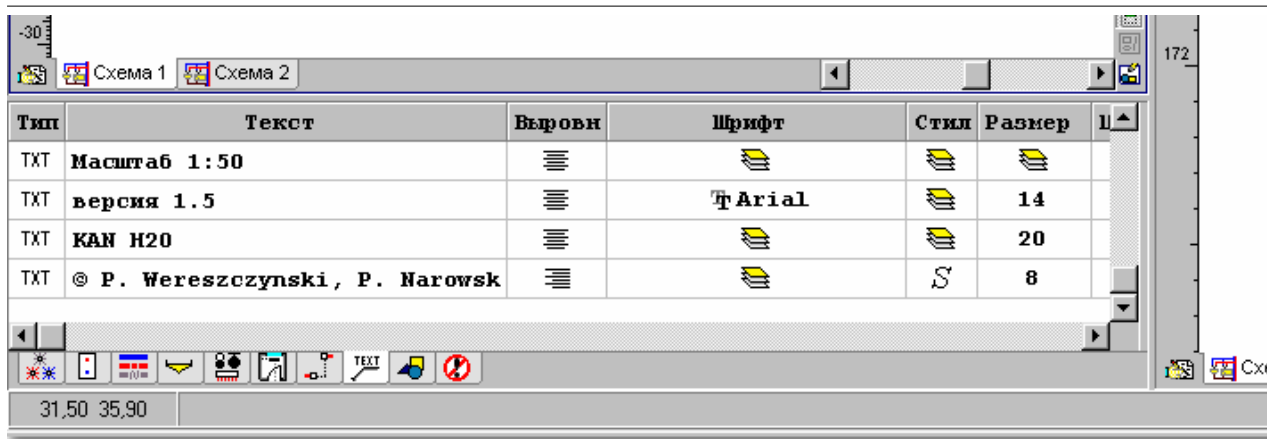 -30
172
Схема 1 Схема 2
Тип Текст Выровн Шрифт Стил Размер
TXT Масштаб 1:50
TXT версия 1.5 Arial 14
TXT KAN H20 20
TXT © P. Wereszczynski, P. Narowsk S 8
TEXT
31,50 35,90